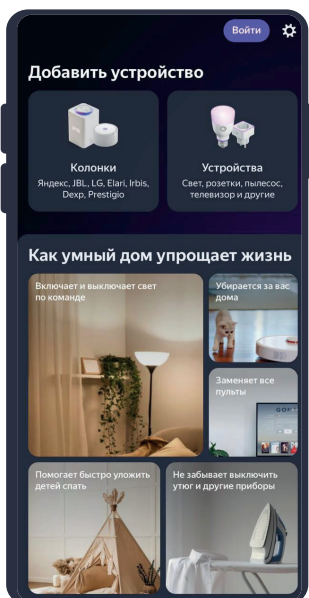 Войти
Добавить устройство
Колонки
Яндекс, JBL, LG, Elari, Irbis,
Dexp, Prestigio
Устройства
Свет, розетки, пылесос,
телевизор и другие
Как умный дом упрощает жизнь
Включает и выключает свет
по команде
Убирается за вас
дома
Заменяет все
пульты
Помогает быстро уложить
детей спать
Не забывает выключить
утюг и другие приборы